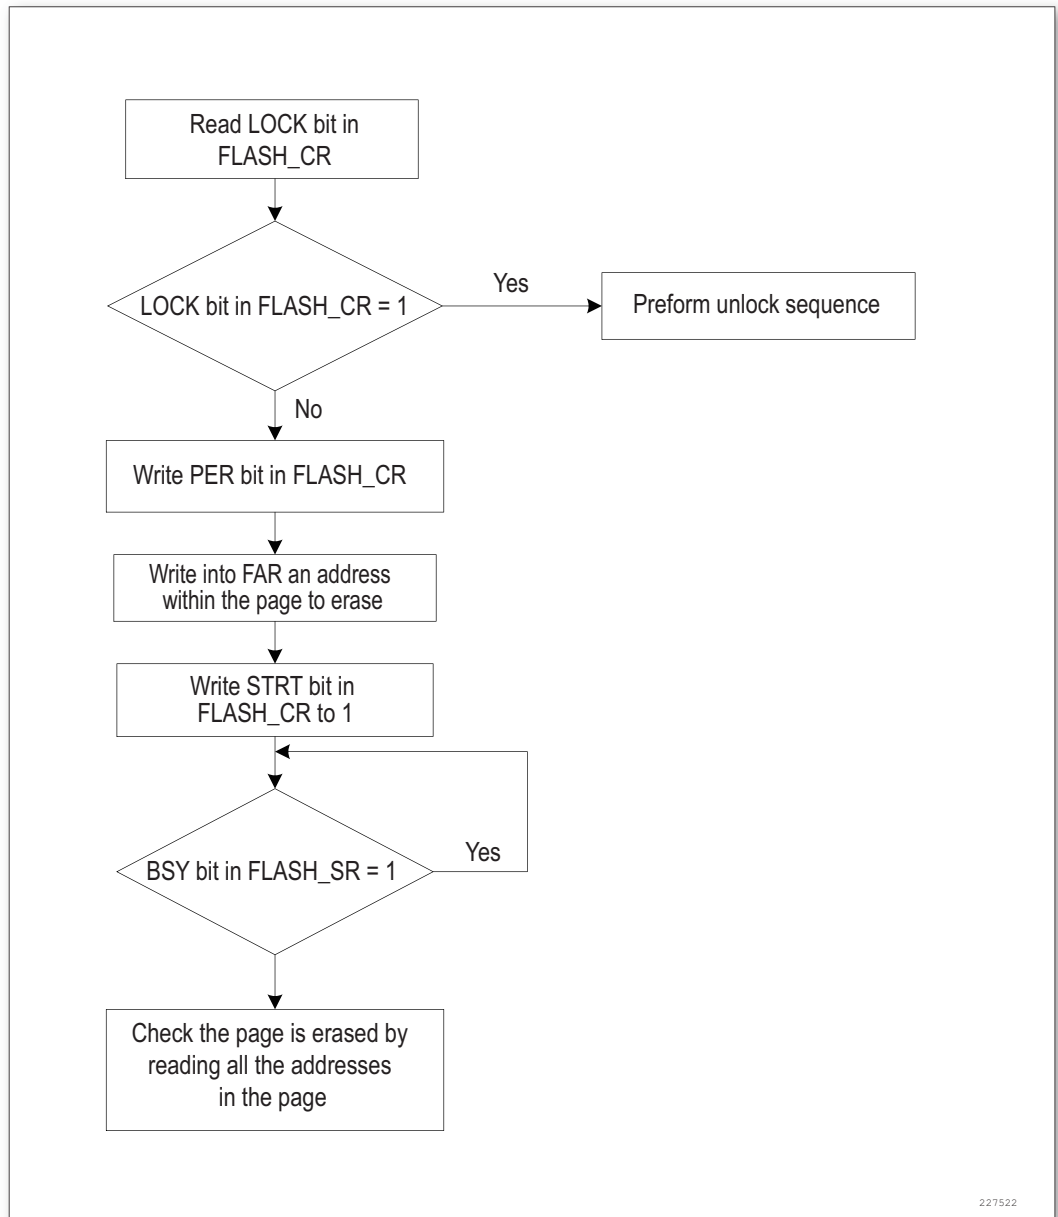 Read LOCK bit in
FLASH_CR
LOCK bit in FLASH_CR = 1
Yes
Preform unlock sequence
No
Write PER bit in FLASH_CR
Write into FAR an address
within the page to erase
Write STRT bit in
FLASH_CR to 1
BSY bit in FLASH_SR = 1
Yes
Check the page is erased by
reading all the addresses
in the page
227522